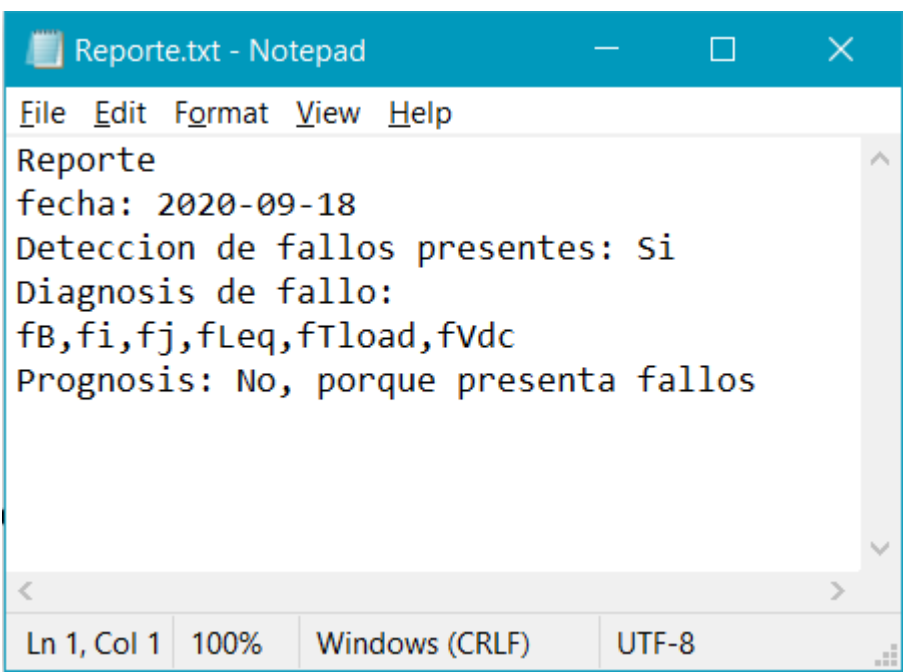 Reporte.txt - Notepad
File Edit Format View Help
Reporte
fecha: 2020-09-18
Deteccion de fallos presentes: Si
Diagnosis de fallo:
fB,fi,fj,fLeq,fTload,fVdc
Prognosis: No, porque presenta fallos
Ln 1, Col 1 100% Windows (CRLF) UTF-8